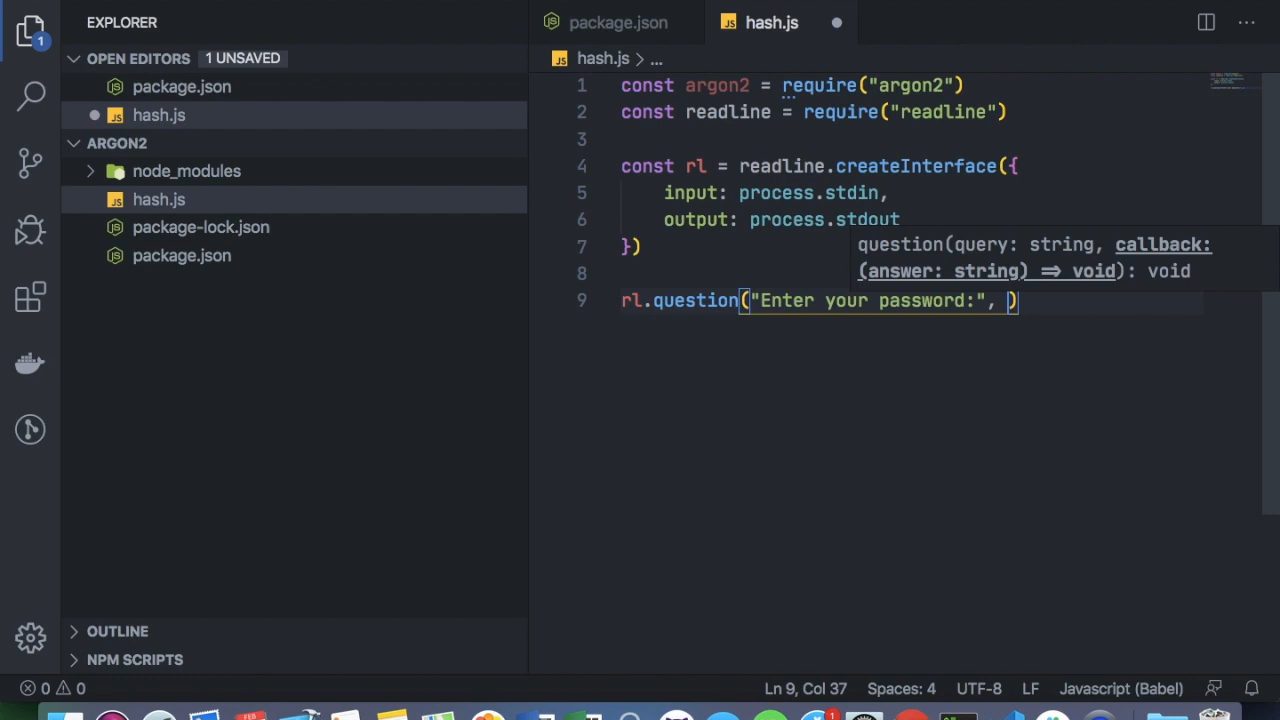 EXPLORER
OPEN EDITORS 1 UNSAVED
package.json
hash.js
ARGON2
node_modules
hash.js
package-lock.json
package.json
OUTLINE
NPM SCRIPTS
1
package.json hash.js
hash.js > ...
1 const argon2 = require("argon2")
2 const readline = require("readline")
3
4 const rl = readline.createInterface({
5 input: process.stdin,
6 output: process.stdout
7 })
8
9 rl.question("Enter your password:", )
question(query: string, callback:
(answer: string) => void): void
0 0
Ln 9, Col 37 Spaces: 4 UTF-8 LF Javascript (Babel)
FEB
1